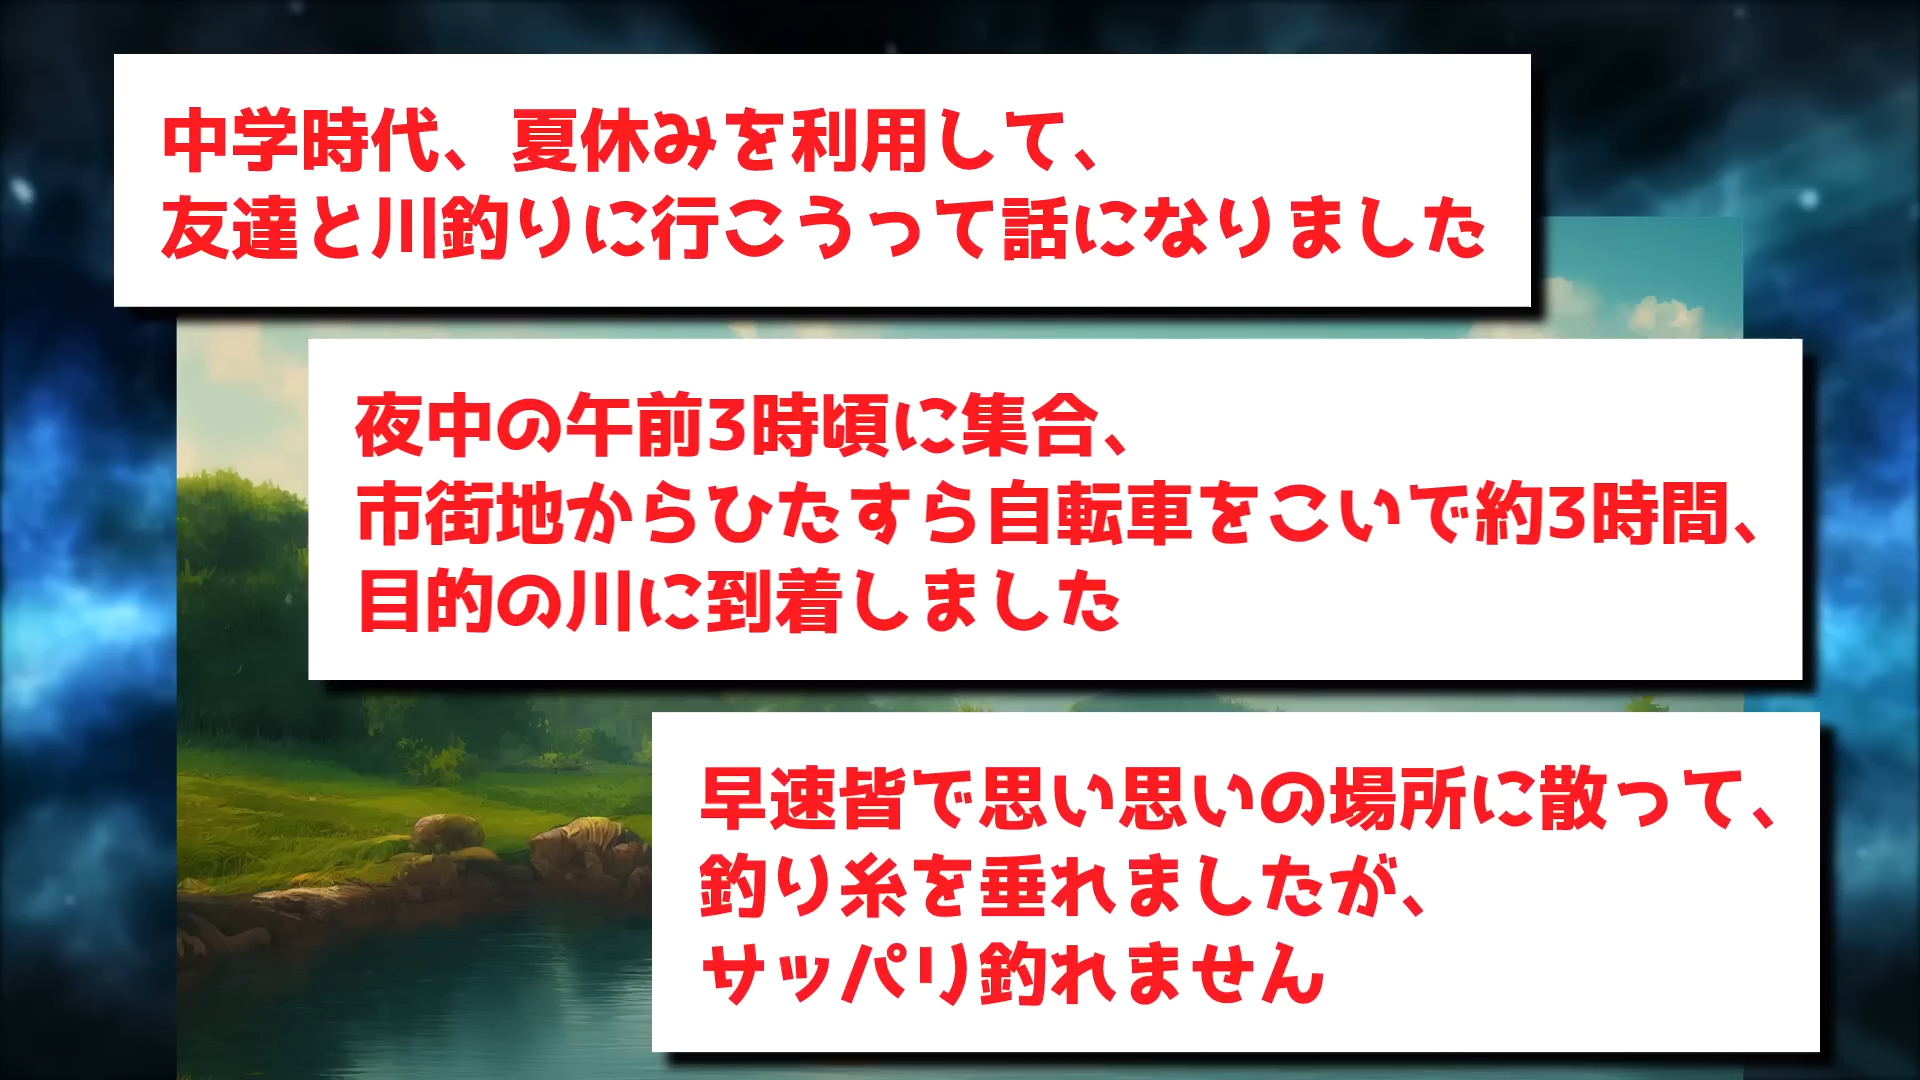 中学時代、夏休みを利用して、
友達と川釣りに行こうって話になりました
夜中の午前3時頃に集合、
市街地からひたすら自転車をこいで約3時間、
目的の川に到着しました
早速皆で思い思いの場所に散って、
釣り糸を垂れましたが、
サッパリ釣れません